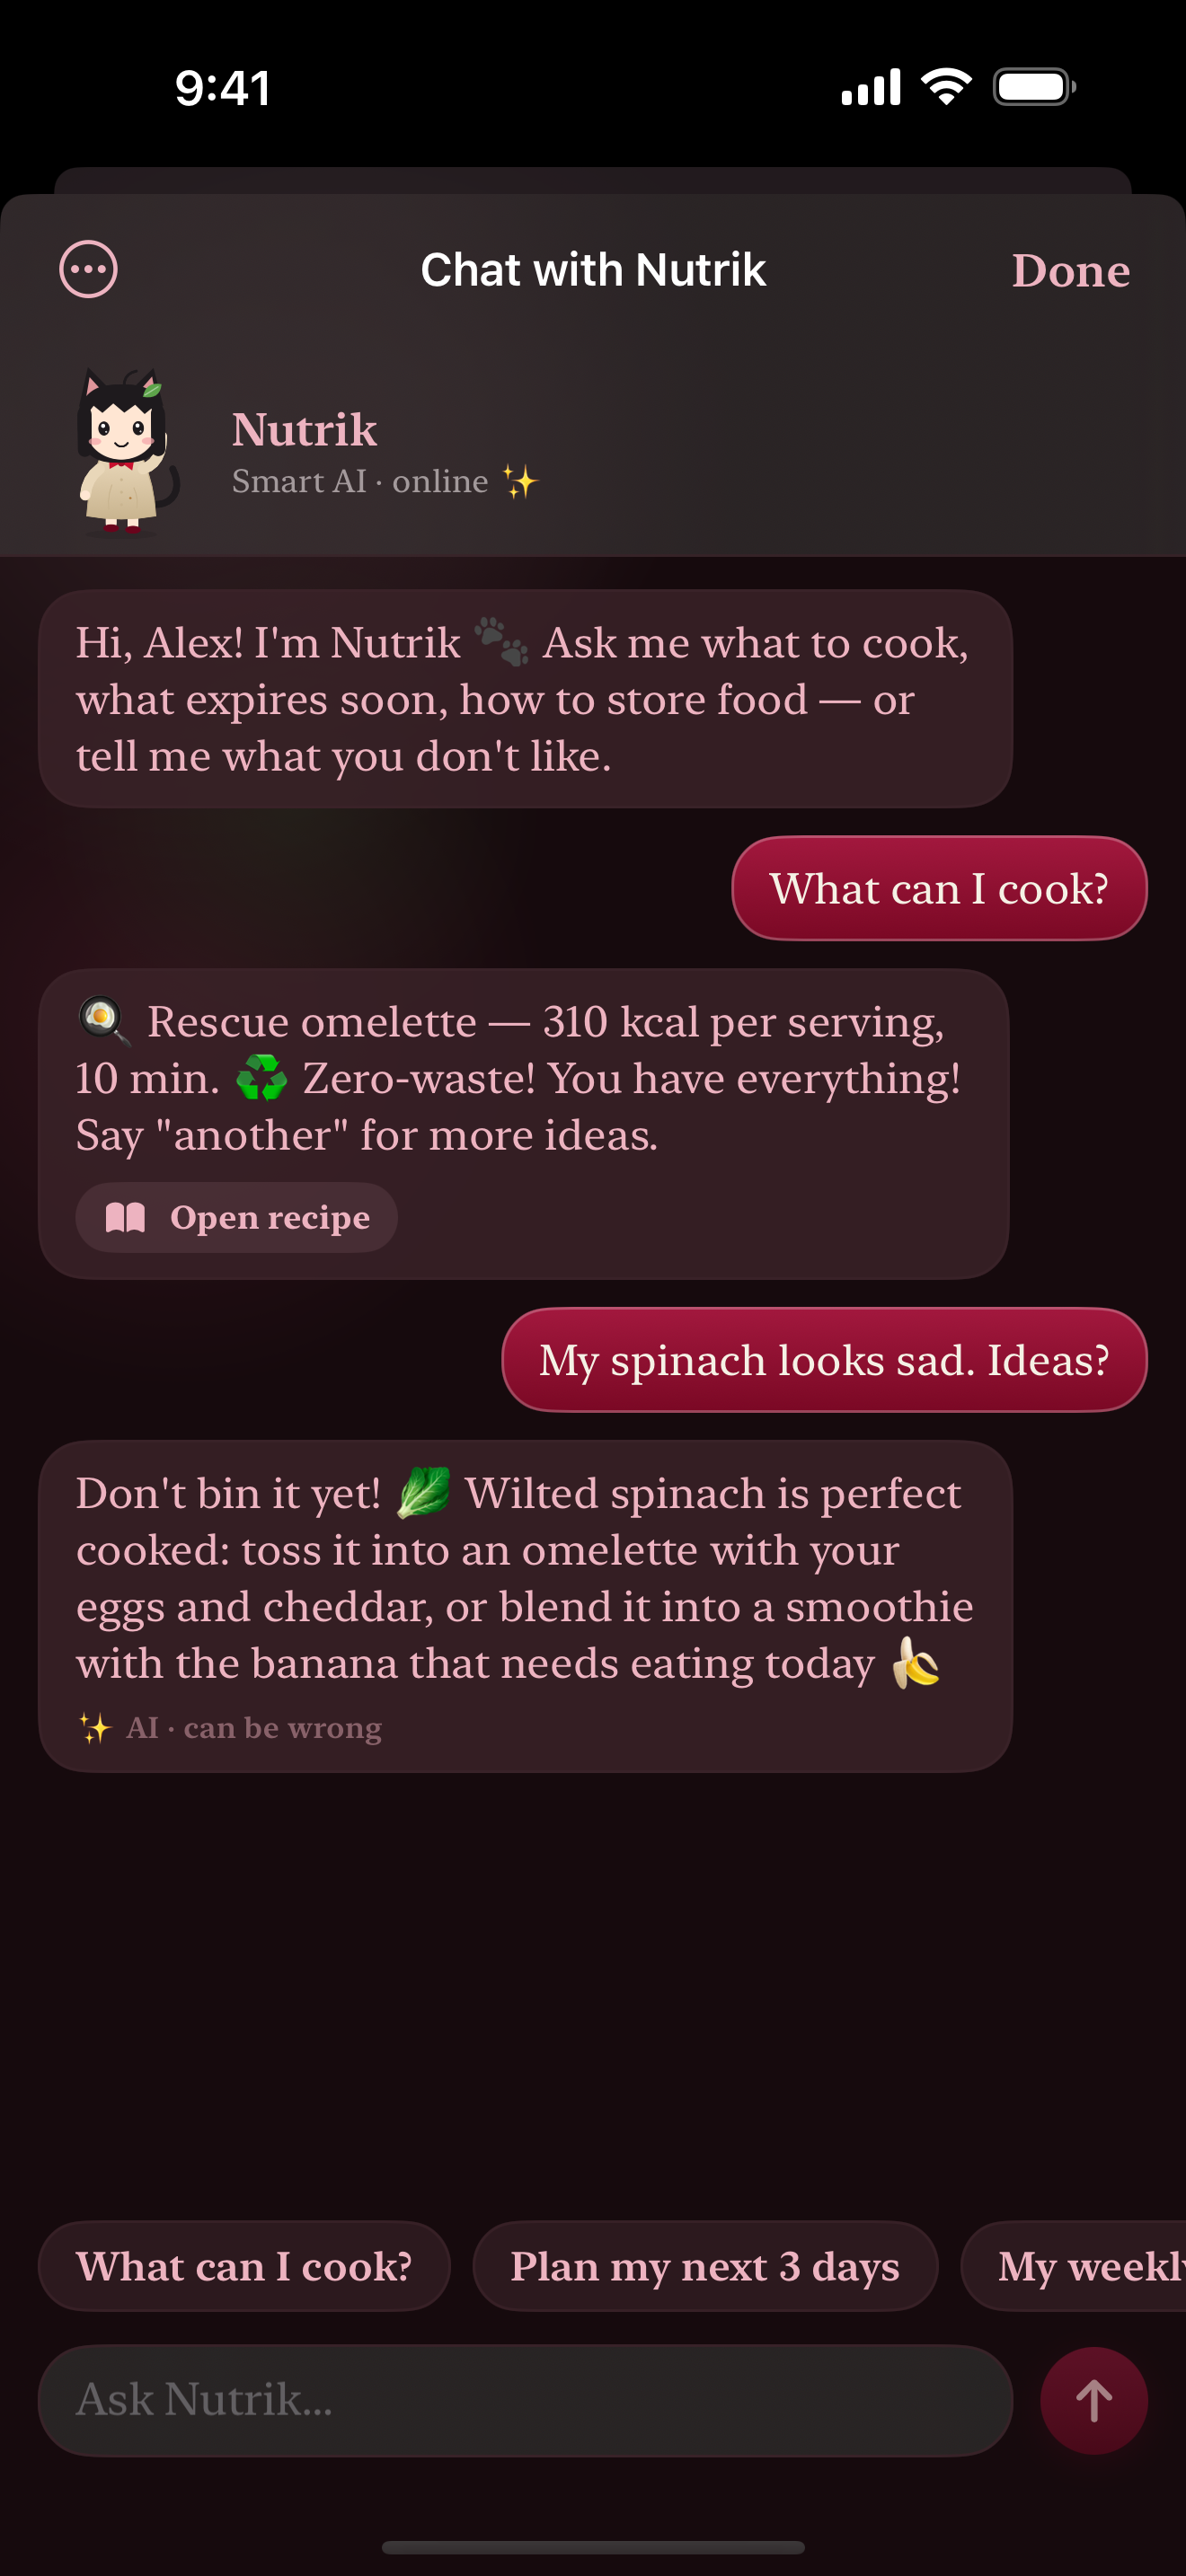 9:41
Chat with Nutrik
Done
Nutrik
Smart AI · online ✨
Hi, Alex! I'm Nutrik 🐾 Ask me what to cook,
what expires soon, how to store food — or
tell me what you don't like.
What can I cook?
🍳 Rescue omelette — 310 kcal per serving,
10 min. ♻️ Zero-waste! You have everything!
Say "another" for more ideas.
Open recipe
My spinach looks sad. Ideas?
Don't bin it yet! 🥬 Wilted spinach is perfect
cooked: toss it into an omelette with your
eggs and cheddar, or blend it into a smoothie
with the banana that needs eating today 🍌
✨ AI · can be wrong
What can I cook?
Plan my next 3 days
My weekly
Ask Nutrik...